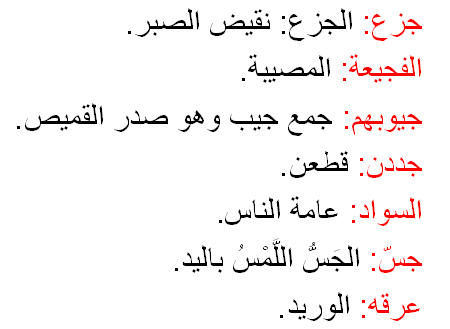 جزع: الجزع: نقيض الصبر.
الفجيعة: المصيبة.
جيوبهم: جمع جيب وهو صدر القميص.
جددن: قطعن.
السواد: عامة الناس.
جسّ: الجَسُّ اللَّمْسُ باليد.
عرقه: الوريد.